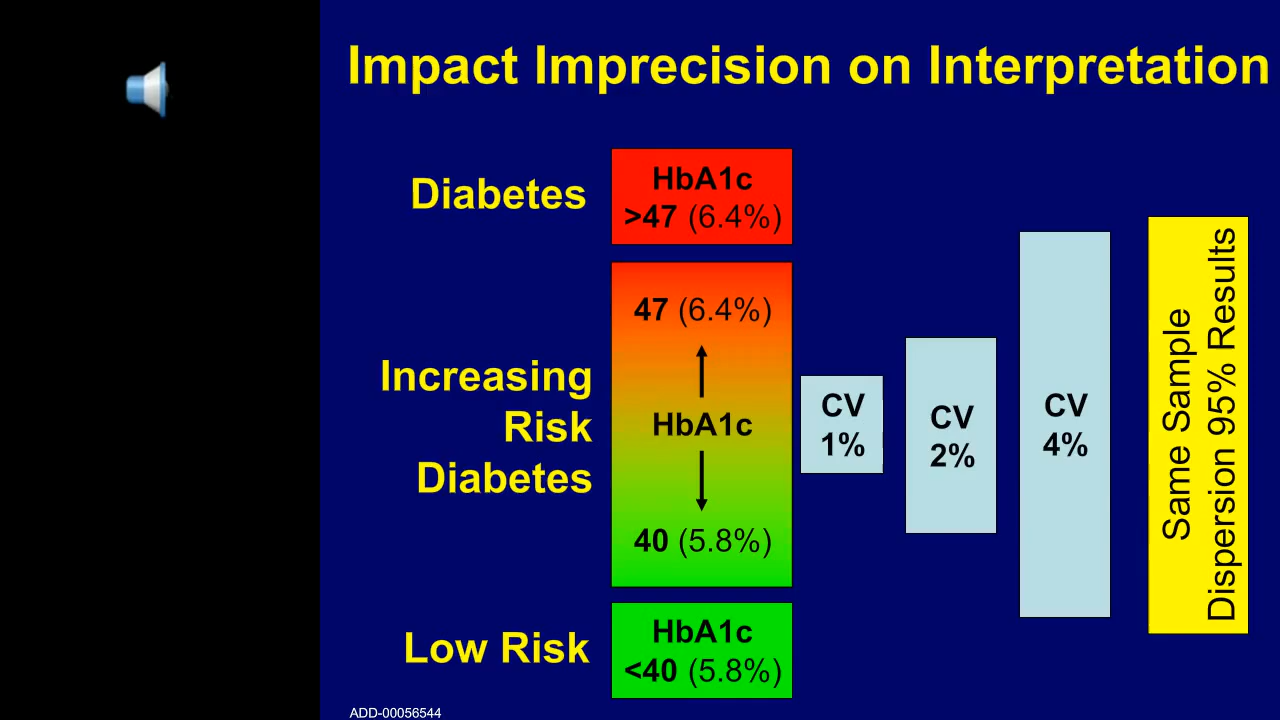 Impact Imprecision on Interpretation
Diabetes
HbA1c
>47 (6.4%)
47 (6.4%)
Increasing
Risk
Diabetes
HbA1c
40 (5.8%)
CV
1%
CV
2%
CV
4%
Same Sample
Dispersion 95% Results
Low Risk
HbA1c
<40 (5.8%)
ADD-00056544